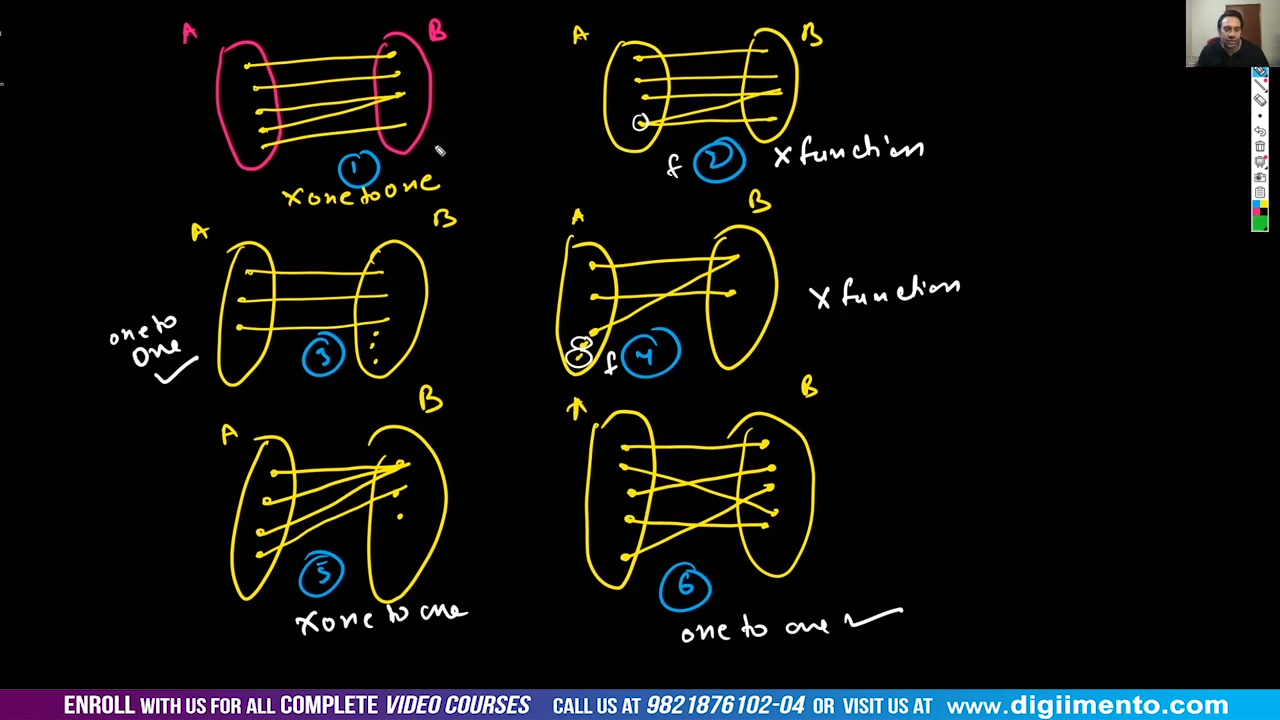 A B
A B
1
x one to one
f 2 x function
A B
A B
one to
one
3
f 4 x function
A B
A B
5
x one to one
6
one to one
ENROLL WITH US FOR ALL COMPLETE VIDEO COURSES CALL US AT 9821876102-04 OR VISIT US AT www.digiimento.com